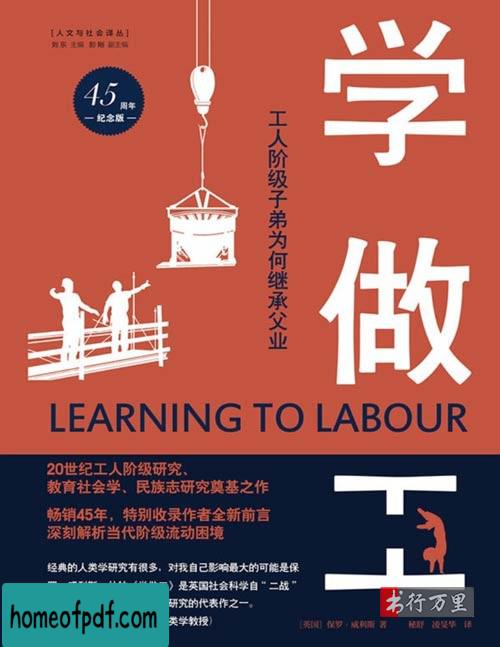 [人文与社会译丛]
刘东 主编 彭刚 副主编
45周年
纪念版
学做工
工人阶级子弟为何继承父业
LEARNING TO LABOUR
20世纪工人阶级研究、
教育社会学、民族志研究奠基之作
畅销45年，特别收录作者全新前言
深刻解析当代阶级流动困境
经典的人类学研究有很多，对我自己影响最大的可能是保
》是英国社会科学自“二战”
研究的代表作之一。
类学教授）
[英国] 保罗·威利斯 著 秘舒 凌旻华 译
书行万里
homeofpdf.com